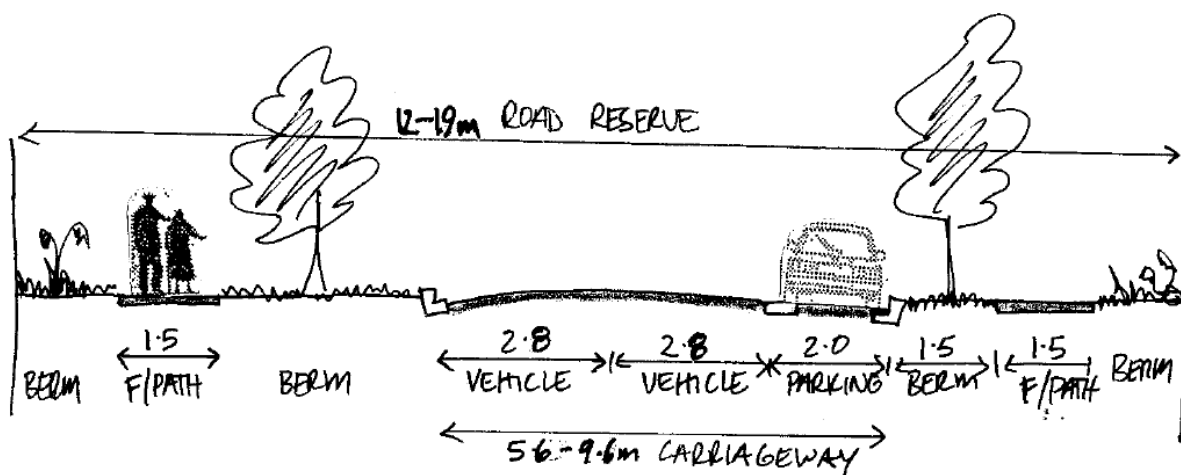 12-19m ROAD RESERVE
1.5 2.8 2.8 2.0 1.5 1.5
BERM F/PATH BERM VEHICLE VEHICLE PARKING BERM F/PATH BERM
5.6-9.6m CARRIAGEWAY